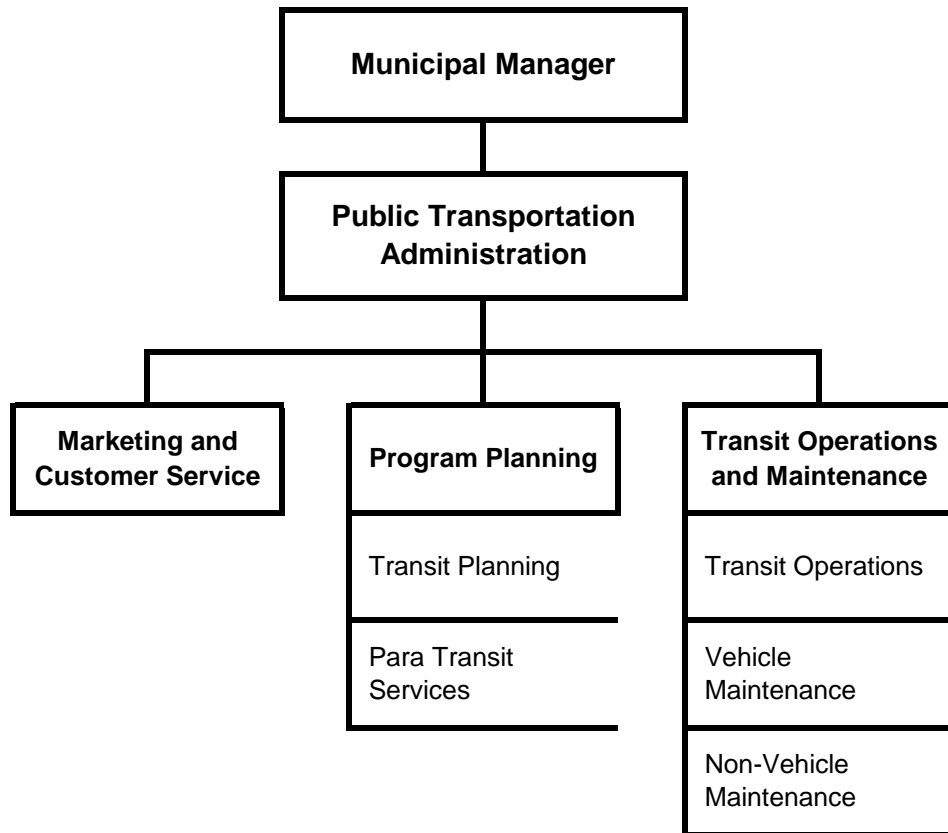 Municipal Manager
Public Transportation
Administration
Marketing and
Customer Service
Program Planning
Transit Planning
Para Transit
Services
Transit Operations
and Maintenance
Transit Operations
Vehicle
Maintenance
Non-Vehicle
Maintenance